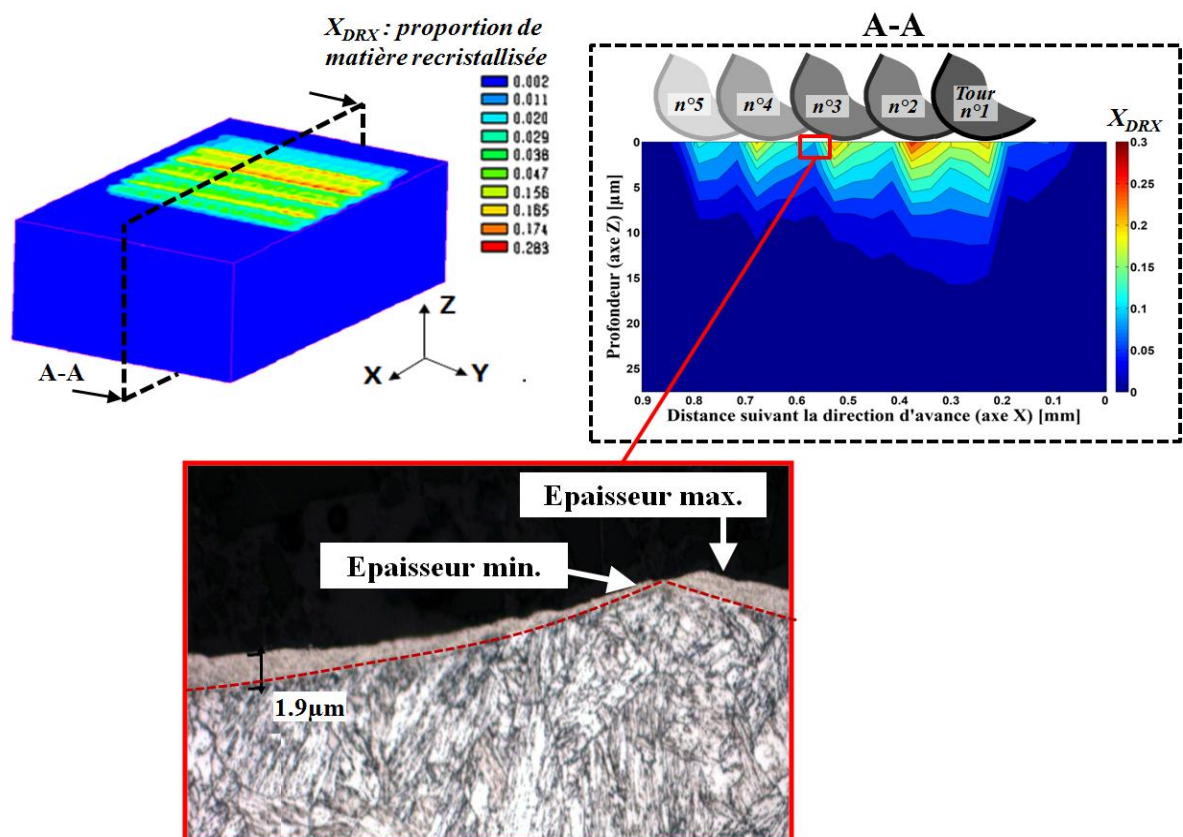 X_DRX : proportion de
matière recristallisée
0.002
0.011
0.020
0.029
0.038
0.047
0.156
0.165
0.174
0.283
A-A
Z
X
Y
.
A-A
n°5
n°4
n°3
n°2
Tour
n°1
X_DRX
0
5
10
15
20
25
Profondeur (axe Z) [µm]
0.9
0.8
0.7
0.6
0.5
0.4
0.3
0.2
0.1
0
Distance suivant la direction d'avance (axe X) [mm]
0.3
0.25
0.2
0.15
0.1
0.05
0
Epaisseur max.
Epaisseur min.
1.9µm